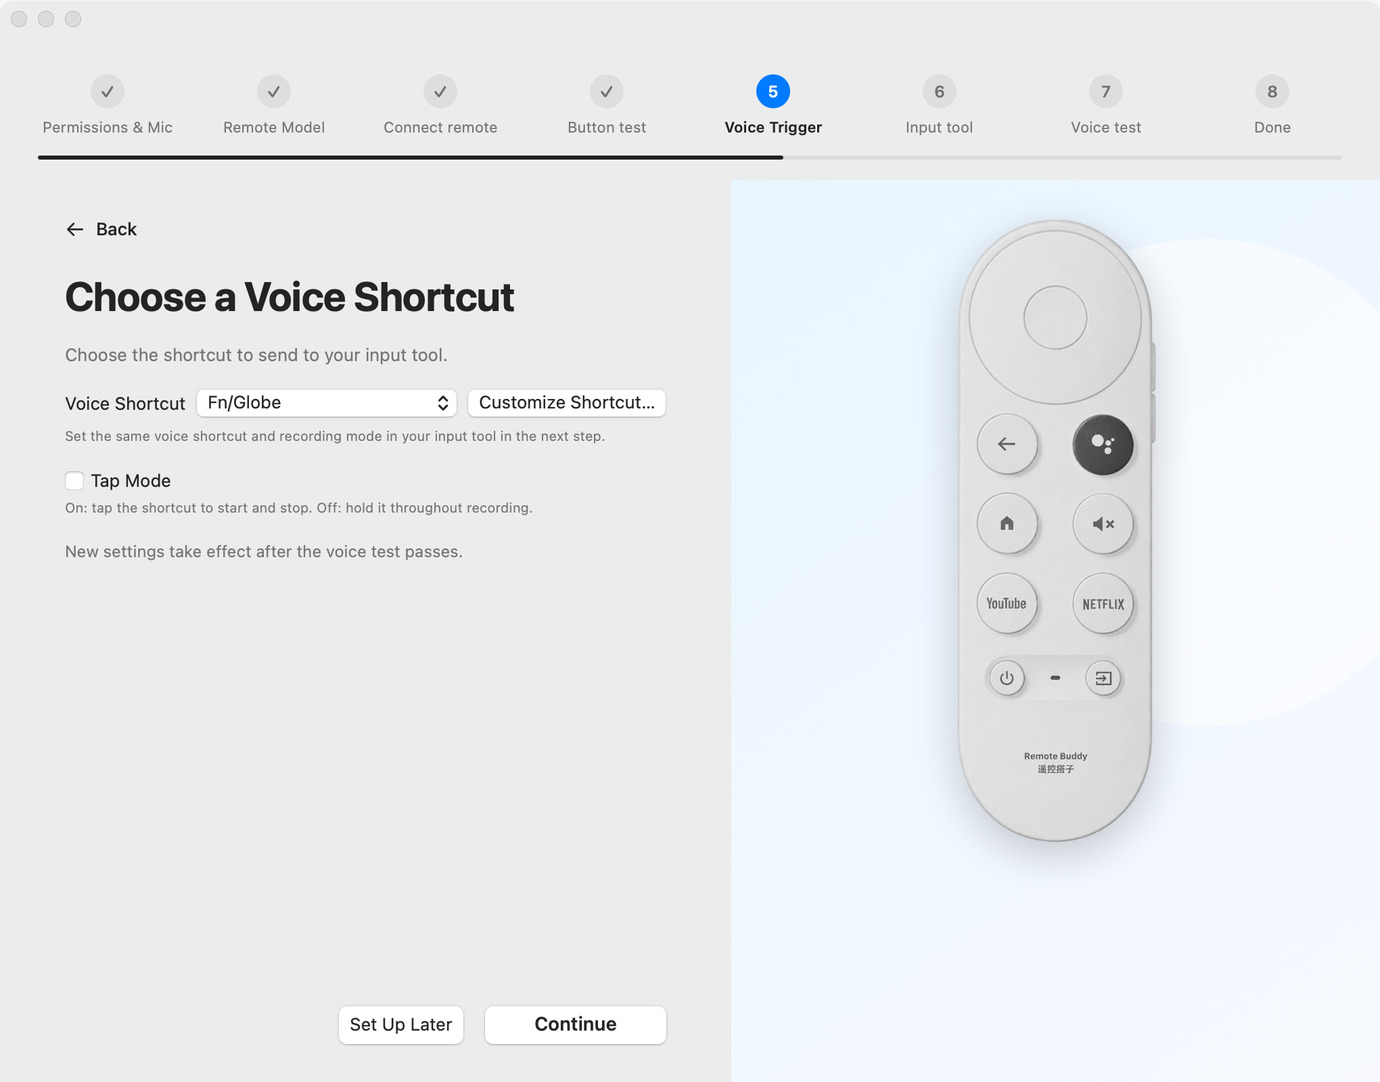 Permissions & Mic
Remote Model
Connect remote
Button test
5
Voice Trigger
6
Input tool
7
Voice test
8
Done
Back
Choose a Voice Shortcut
Choose the shortcut to send to your input tool.
Voice Shortcut Fn/Globe Customize Shortcut...
Set the same voice shortcut and recording mode in your input tool in the next step.
Tap Mode
On: tap the shortcut to start and stop. Off: hold it throughout recording.
New settings take effect after the voice test passes.
Set Up Later Continue
YouTube NETFLIX
Remote Buddy
遥控搭子